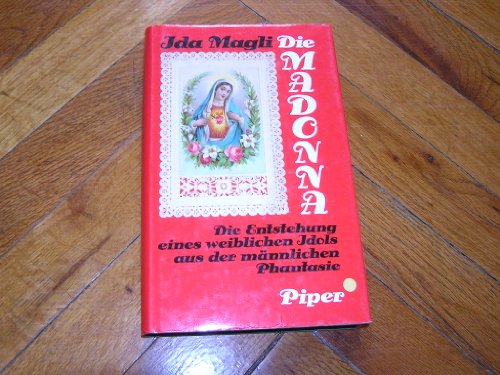 Ida Magli
Die
MADONNA
Die Entstehung
eines weiblichen Idols
aus der männlichen
Phantasie
Piper